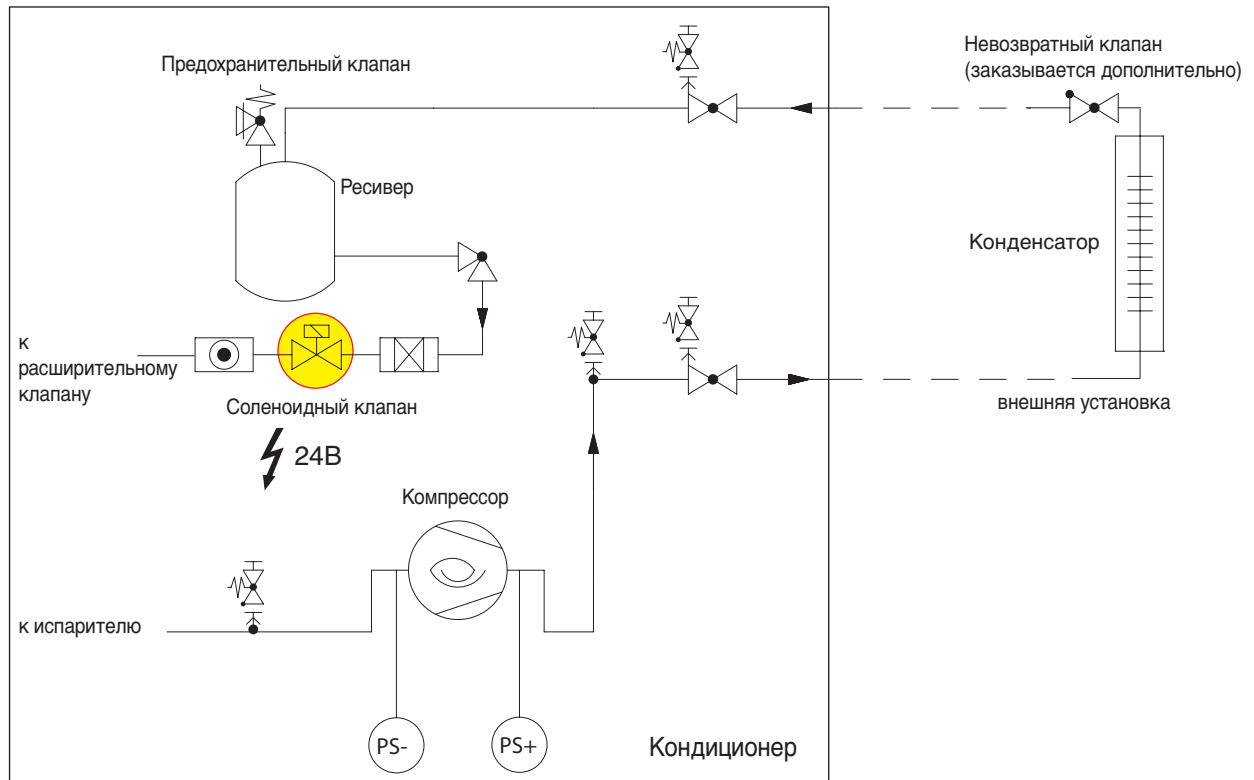 Предохранительный клапан
Невозвратный клапан
(заказывается дополнительно)
Ресивер
Конденсатор
к
расширительному
клапану
Соленоидный клапан
внешняя установка
24В
Компрессор
к испарителю
PS-
PS+
Кондиционер